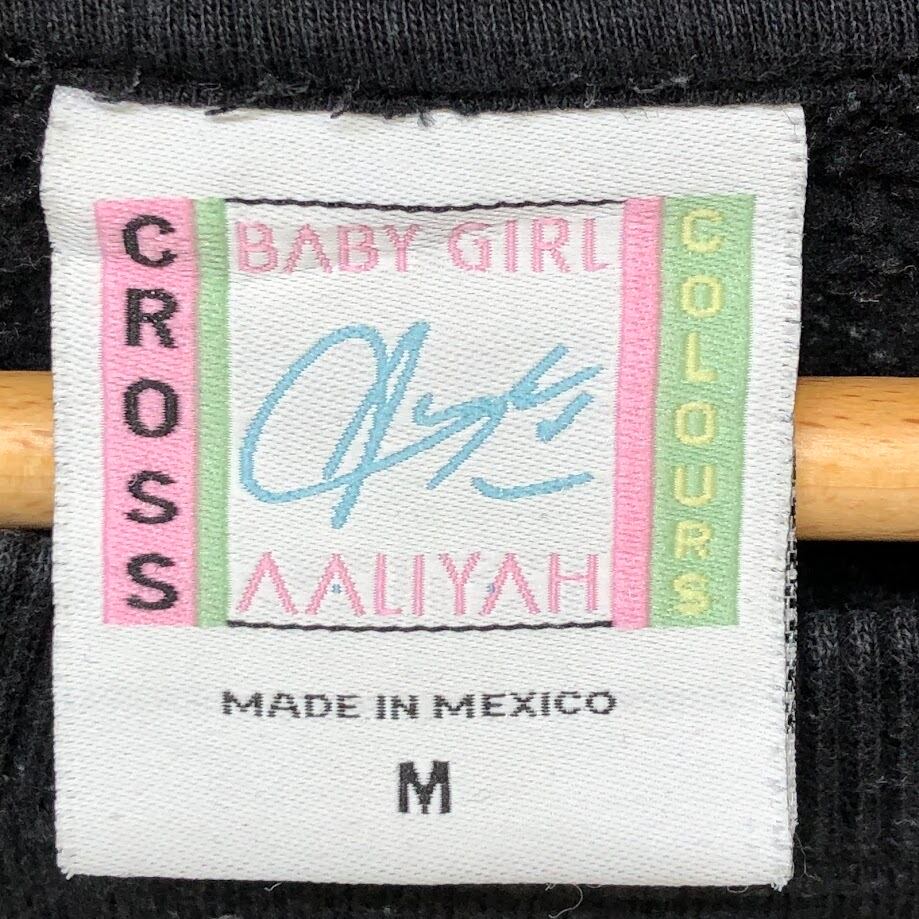 CROSS
BABY GIRL
AALIYAH
COLOURS
MADE IN MEXICO
M